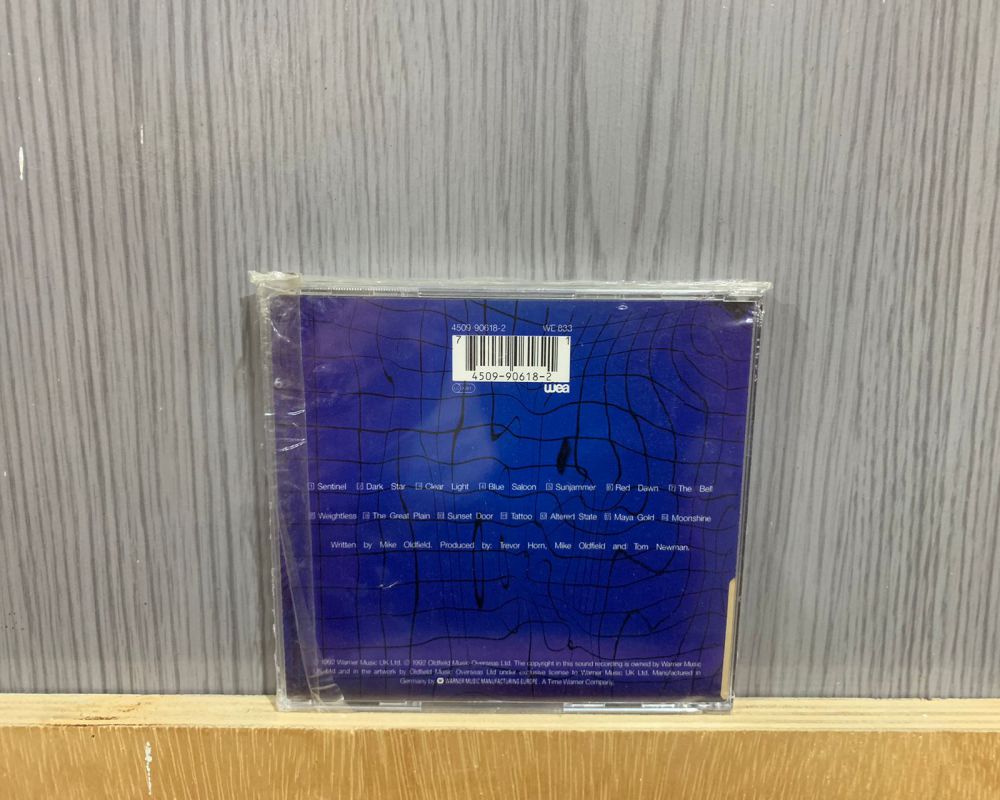 4509-90618-2 WE 833
7 1
4509-90618-2
wea
1 Sentinel 2 Dark Star 3 Clear Light 4 Blue Saloon 5 Sunjammer 6 Red Dawn 7 The Bell
8 Weightless 9 The Great Plain 10 Sunset Door 11 Tattoo 12 Altered State 13 Maya Gold 14 Moonshine
Written by Mike Oldfield. Produced by: Trevor Horn, Mike Oldfield and Tom Newman.
℗ 1992 Warner Music UK Ltd. © 1992 Oldfield Music Overseas Ltd. The copyright in this sound recording is owned by Warner Music
UK Ltd and in the artwork by Oldfield Music Overseas Ltd under exclusive license to Warner Music UK Ltd. Manufactured in
Germany by WARNER MUSIC MANUFACTURING EUROPE. A Time Warner Company.